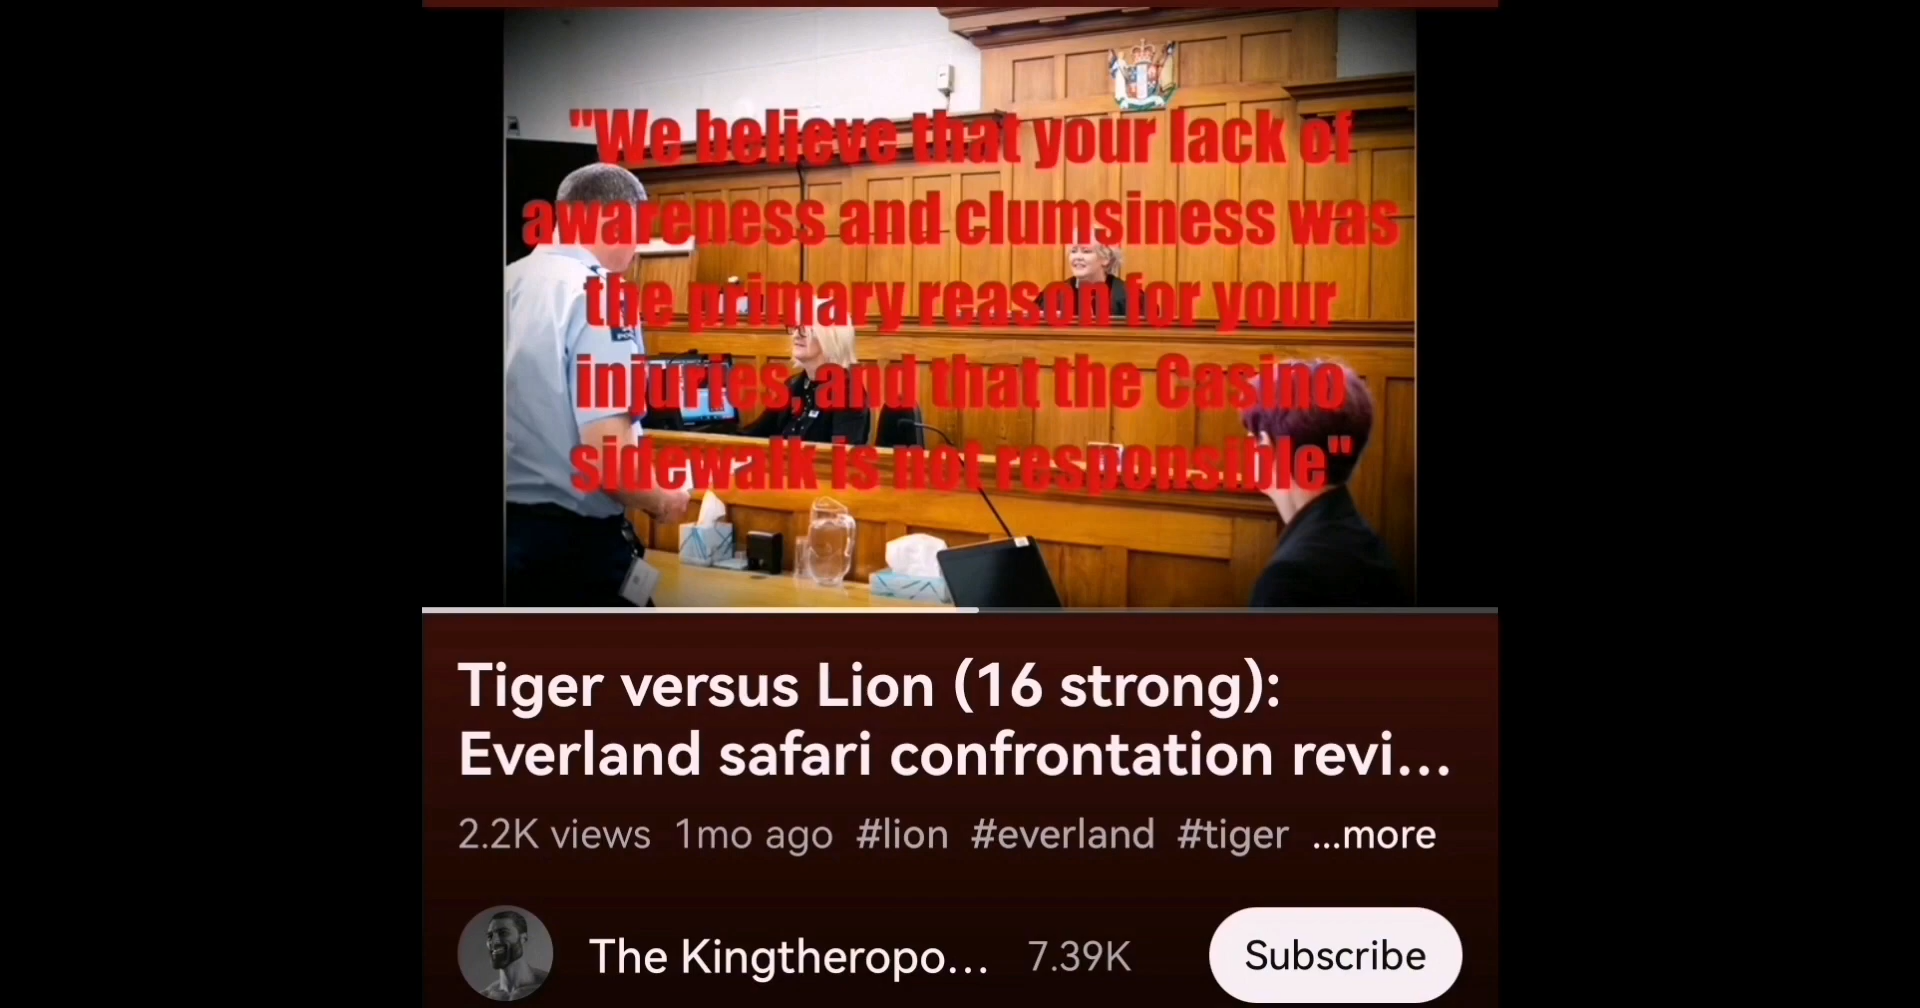 "We believe that your lack of
awareness and clumsiness was
the primary reason for your
injuries, and that the Casino
sidewalk is not responsible"
Tiger versus Lion (16 strong):
Everland safari confrontation revi...
2.2K views 1mo ago #lion #everland #tiger ...more
The Kingtheropo... 7.39K Subscribe